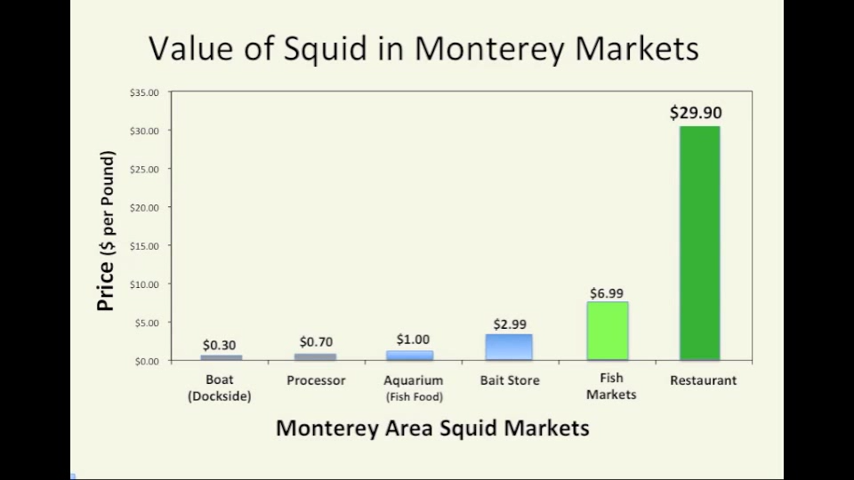 Value of Squid in Monterey Markets
$35.00
$30.00
$25.00
$20.00
$15.00
$10.00
$5.00
$0.00
Price ($ per Pound)
$0.30
$0.70
$1.00
$2.99
$6.99
$29.90
Boat
(Dockside)
Processor
Aquarium
(Fish Food)
Bait Store
Fish
Markets
Restaurant
Monterey Area Squid Markets